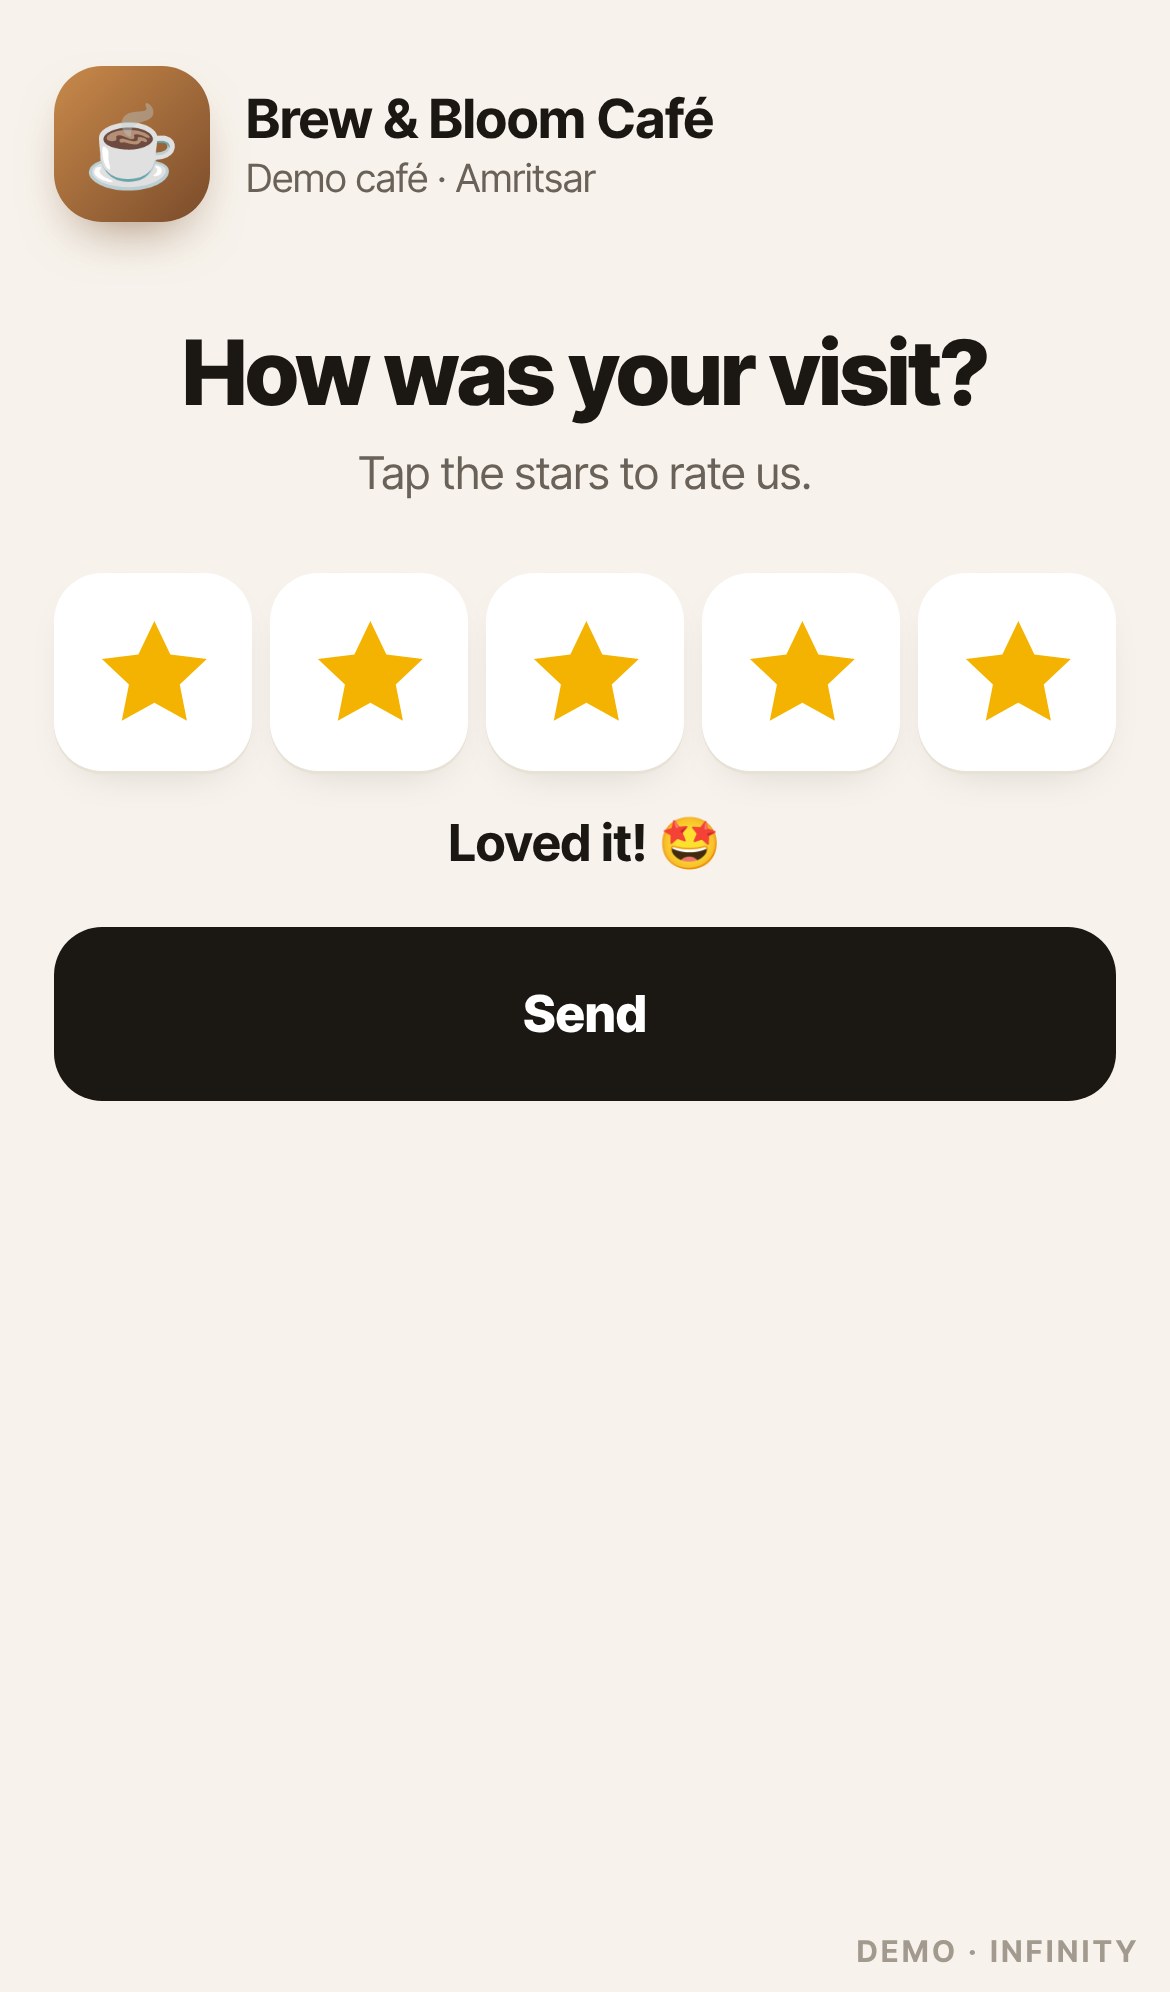 Brew & Bloom Café
Demo café · Amritsar
How was your visit?
Tap the stars to rate us.
Loved it! 🤩
Send
DEMO · INFINITY